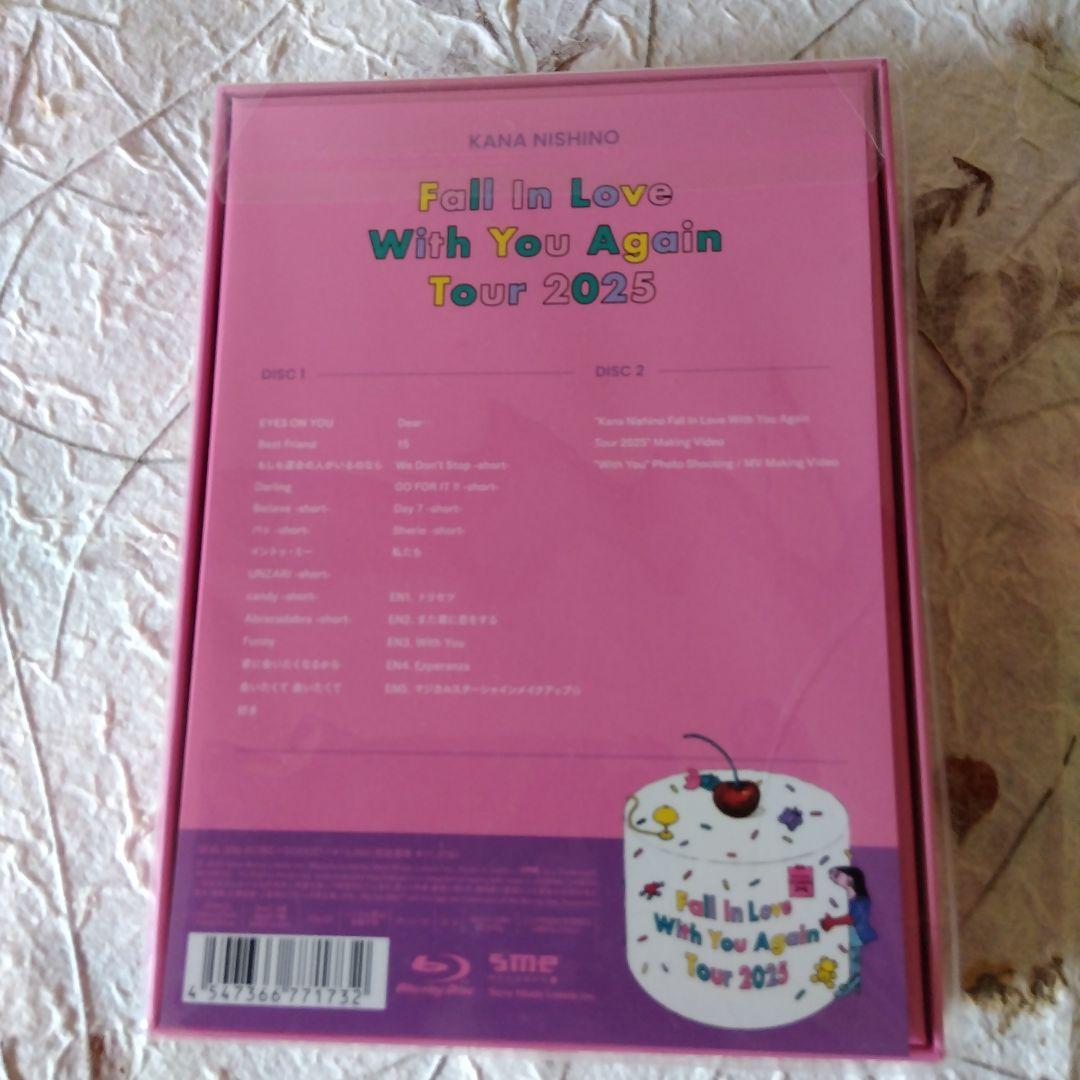 KANA NISHINO
Fall In Love
With You Again
Tour 2025
DISC 1
EYES ON YOU
Best Friend
もしも運命の人がいるのなら
Darling
Believe -short-
パッ -short-
イントゥ・ミー
UNZARI -short-
candy -short-
Abracadabra -short-
Funny
君に会いたくなるから
会いたくて 会いたくて
好き
Dear…
15
We Don't Stop -short-
GO FOR IT !! -short-
Day 7 -short-
Sherie -short-
私たち
EN1. トリセツ
EN2. また君に恋をする
EN3. With You
EN4. Esperanza
EN5. マジカルスターシャインメイクアップ☆
DISC 2
"Kana Nishino Fall In Love With You Again
Tour 2025" Making Video
"With You" Photo Shooting / MV Making Video
Fall In Love
With You Again
Tour 2025
4 547366 771732
Blu-ray Disc
sme